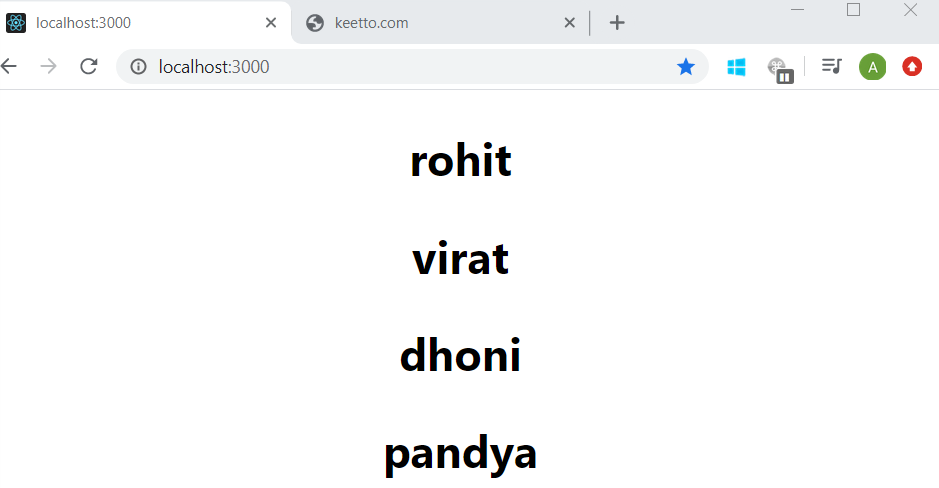 localhost:3000
keetto.com
localhost:3000
A
rohit
virat
dhoni
pandya